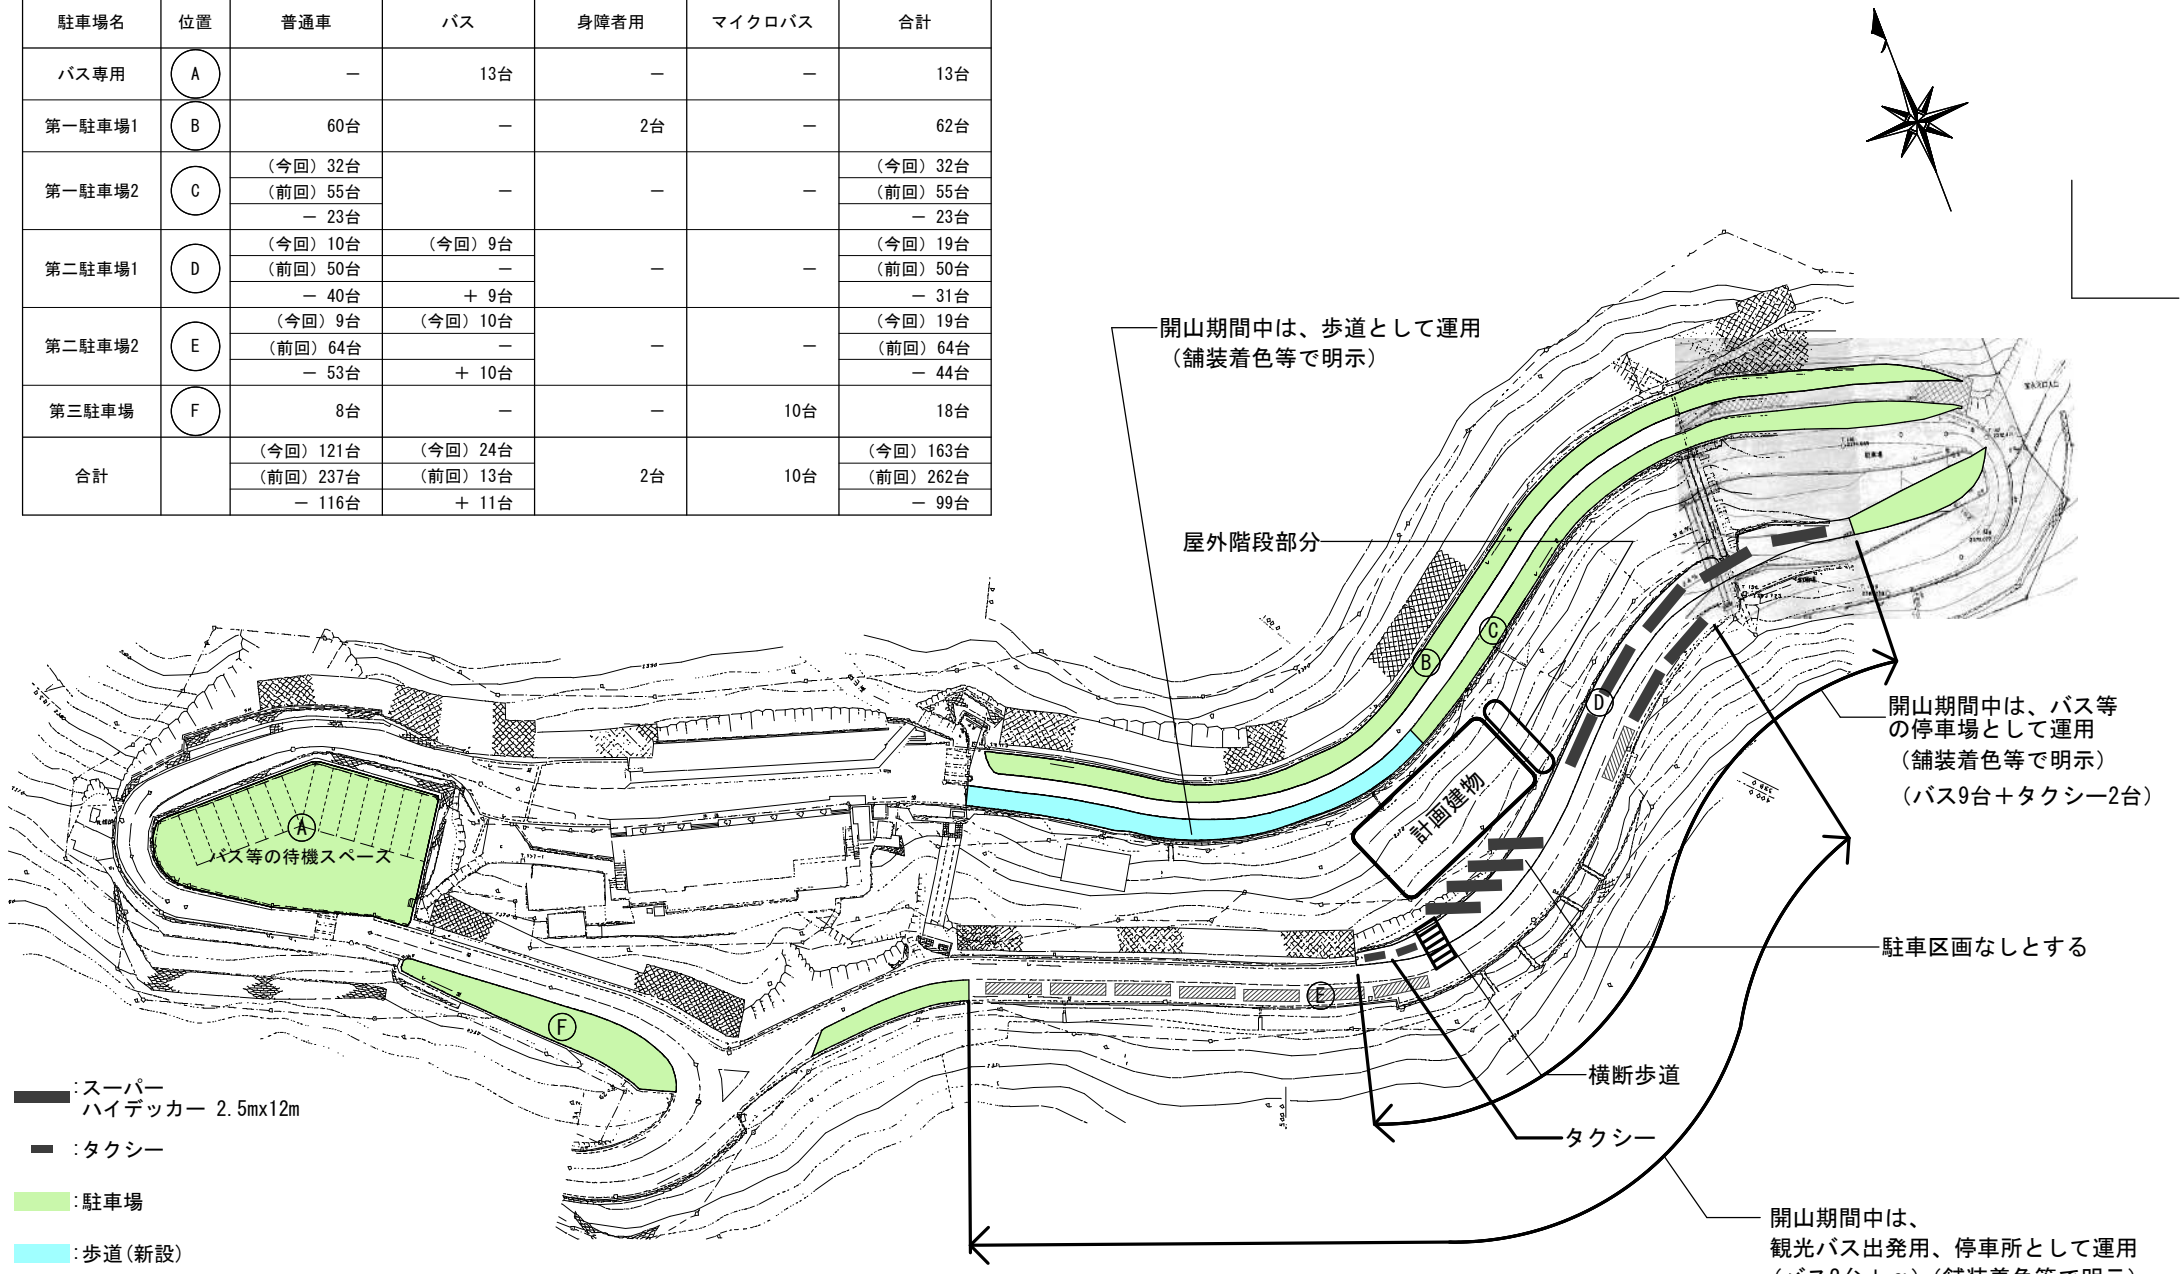 駐車場名 位置 普通車 バス 身障者用 マイクロバス 合計
バス専用 A － 13台 － － 13台
第一駐車場1 B 60台 － 2台 － 62台
第一駐車場2 C (今回) 32台 － － － (今回) 32台
(前回) 55台 (前回) 55台
－ 23台 － 23台
第二駐車場1 D (今回) 10台 (今回) 9台 － － (今回) 19台
(前回) 50台 － (前回) 50台
－ 40台 ＋ 9台 － 31台
第二駐車場2 E (今回) 9台 (今回) 10台 － － (今回) 19台
(前回) 64台 － (前回) 64台
－ 53台 ＋ 10台 － 44台
第三駐車場 F 8台 － － 10台 18台
合計 (今回) 121台 (今回) 24台 2台 10台 (今回) 163台
(前回) 237台 (前回) 13台 (前回) 262台
－ 116台 ＋ 11台 － 99台
開山期間中は、歩道として運用
(舗装着色等で明示)
屋外階段部分
B
C
D
開山期間中は、バス等
の停車場として運用
(舗装着色等で明示)
(バス9台＋タクシー2台)
計画建物
A
バス等の待機スペース
駐車区画なしとする
E
F
横断歩道
タクシー
:スーパー
ハイデッカー 2.5mx12m
:タクシー
:駐車場
:歩道(新設)
開山期間中は、
観光バス出発用、停車所として運用